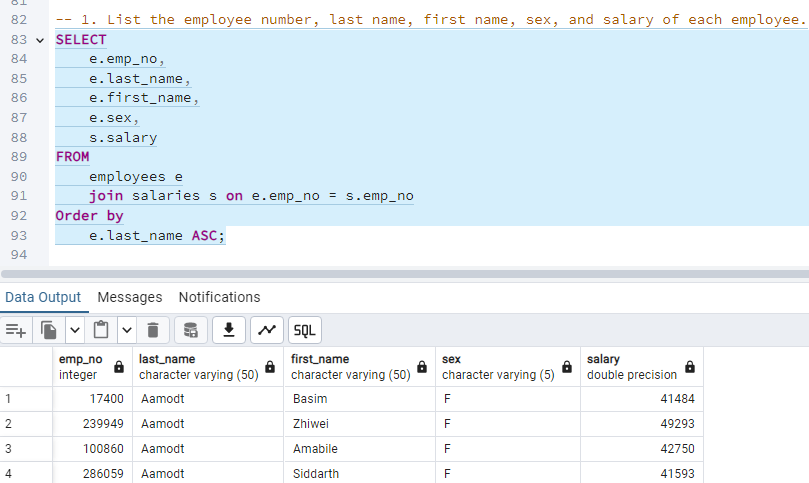 82 -- 1. List the employee number, last name, first name, sex, and salary of each employee.
83 SELECT
84 e.emp_no,
85 e.last_name,
86 e.first_name,
87 e.sex,
88 s.salary
89 FROM
90 employees e
91 join salaries s on e.emp_no = s.emp_no
92 Order by
93 e.last_name ASC;
94
Data Output Messages Notifications
SQL
emp_no last_name first_name sex salary
integer character varying (50) character varying (50) character varying (5) double precision
1 17400 Aamodt Basim F 41484
2 239949 Aamodt Zhiwei F 49293
3 100860 Aamodt Amabile F 42750
4 286059 Aamodt Siddarth F 41593